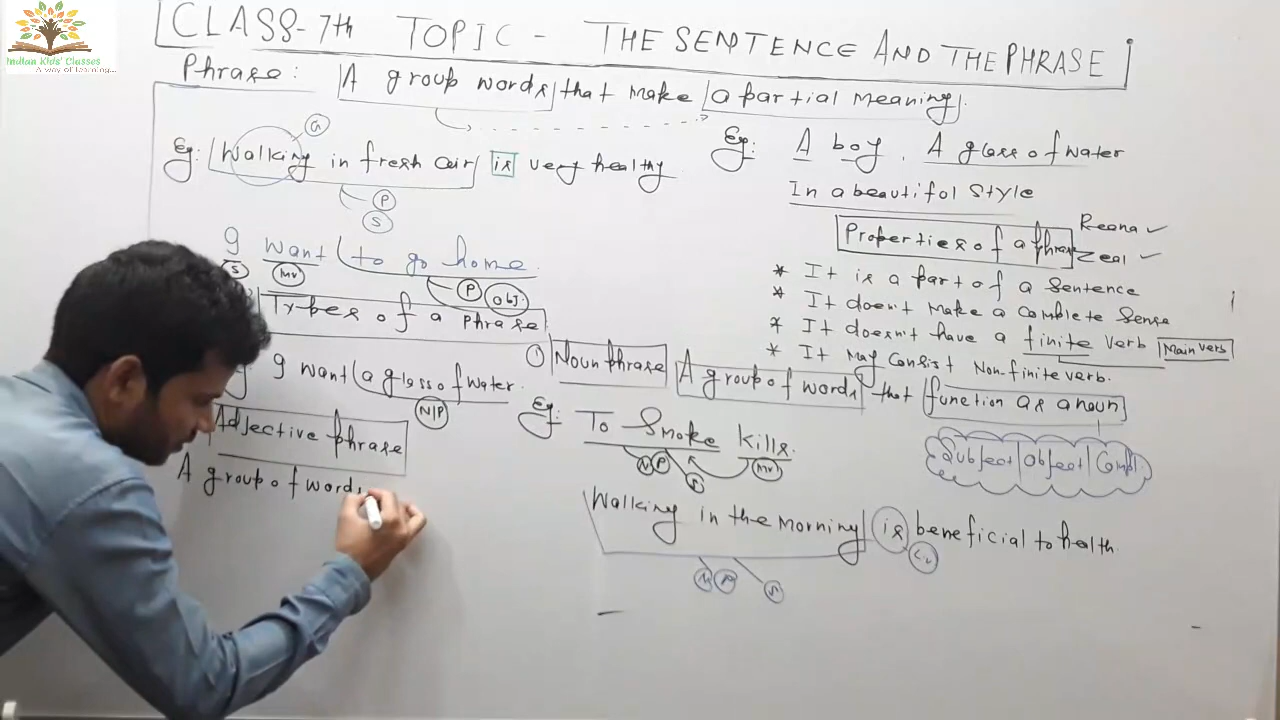 Indian Kids' Classes
A way of learning...
CLASS-7th TOPIC - THE SENTENCE AND THE PHRASE
Phrase: A group words that make a partial meaning.
Eg: Walking in fresh air is very healthy
G
P
S
Eg: A boy, A glass of water
In a beautiful style
I want to go home.
S MV P obj.
Properties of a phrase
Reena ✓
Zeal ✓
* It is a part of a sentence
* It doesn't make a complete sense
* It doesn't have a finite verb Main verb
* It may consist Non-finite verb.
Types of a phrase
① Noun phrase A group of words that function as a noun
Subject | object | Compl.
Eg: To Smoke kills.
N P S MV
Walking in the morning is beneficial to health.
N P S L.V
I want a glass of water.
N/P
Adjective phrase
A group of words